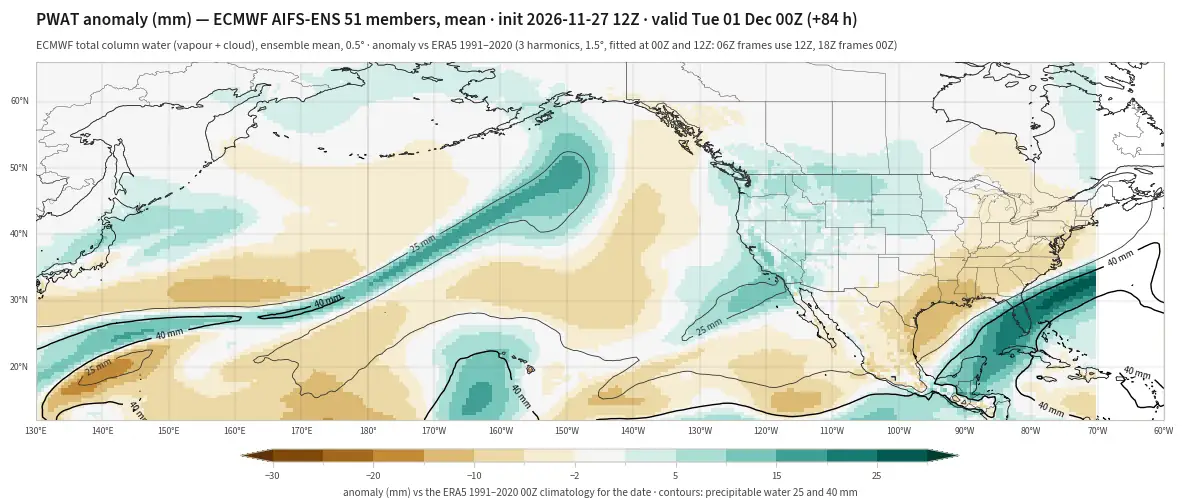 PWAT anomaly (mm) — ECMWF AIFS-ENS 51 members, mean · init 2026-11-27 12Z · valid Tue 01 Dec 00Z (+84 h)
ECMWF total column water (vapour + cloud), ensemble mean, 0.5° · anomaly vs ERA5 1991–2020 (3 harmonics, 1.5°, fitted at 00Z and 12Z: 06Z frames use 12Z, 18Z frames 00Z)
60°N
50°N
40°N
30°N
20°N
25 mm
40 mm
40 mm
25 mm
40 mm
40 mm
25 mm
40 mm
40 mm
40 mm
130°E 140°E 150°E 160°E 170°E 180° 170°W 160°W 150°W 140°W 130°W 120°W 110°W 100°W 90°W 80°W 70°W 60°W
−30 −20 −10 −2 5 15 25
anomaly (mm) vs the ERA5 1991–2020 00Z climatology for the date · contours: precipitable water 25 and 40 mm